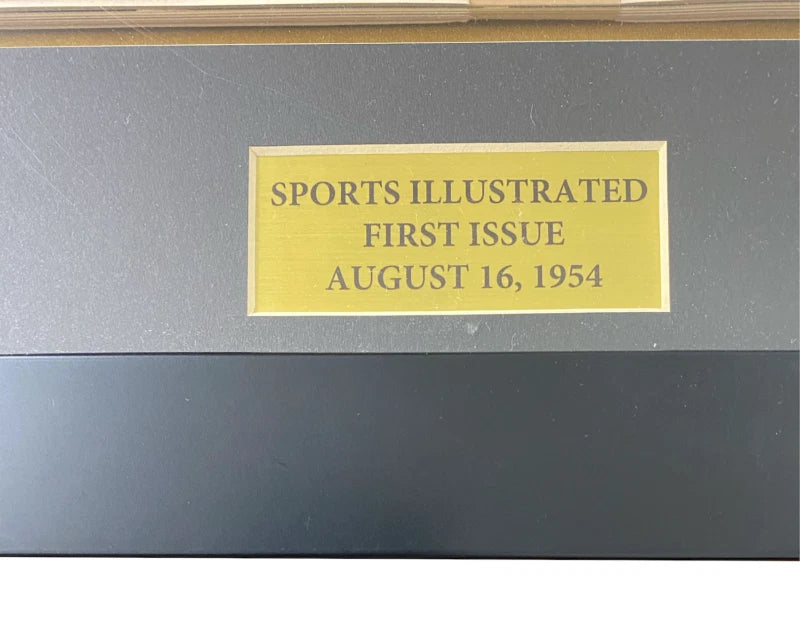 SPORTS ILLUSTRATED
FIRST ISSUE
AUGUST 16, 1954